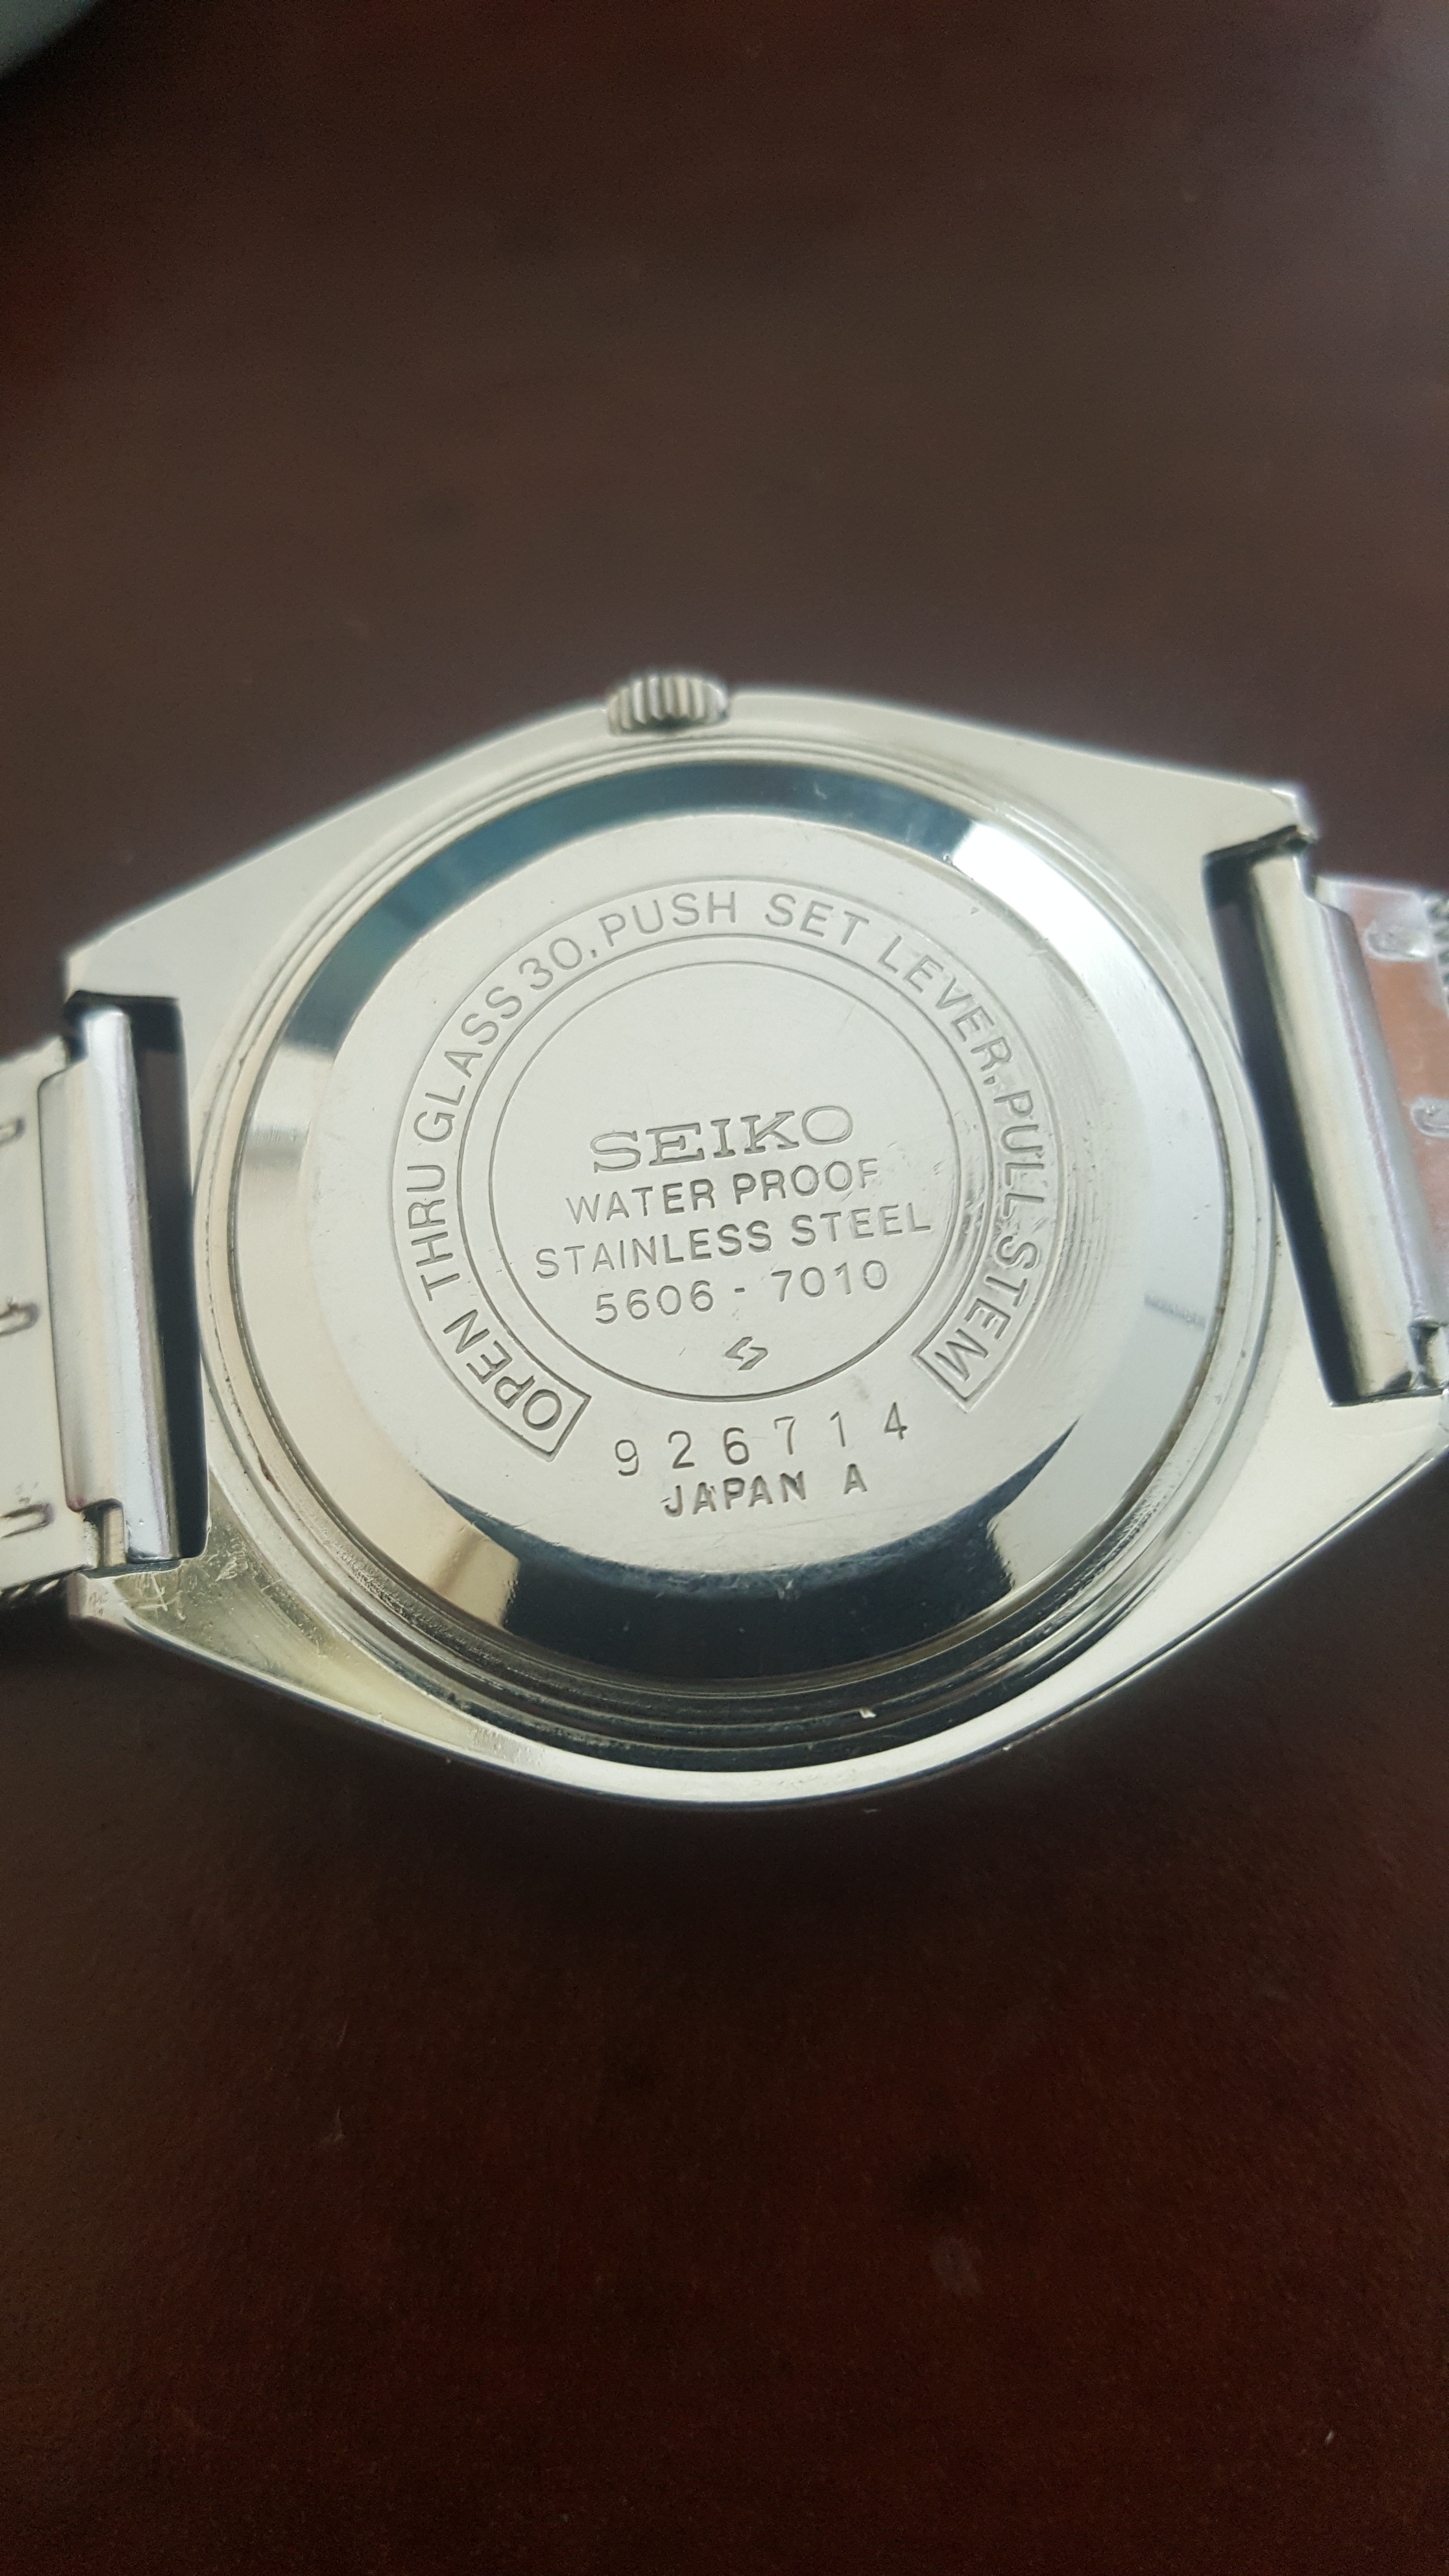 OPEN THRU GLASS 30, PUSH SET LEVER, PULL STEM
SEIKO
WATER PROOF
STAINLESS STEEL
5606 - 7010
926714
JAPAN A